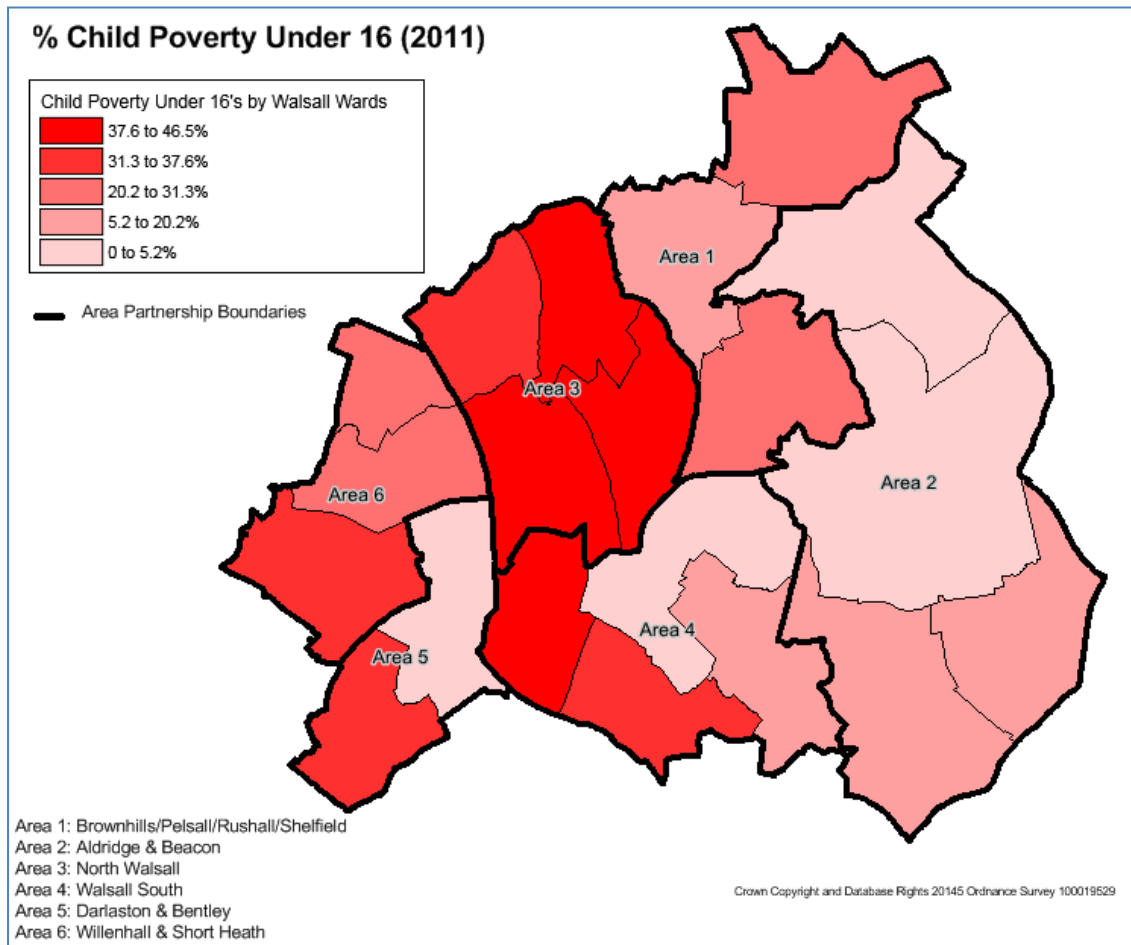 % Child Poverty Under 16 (2011)
Child Poverty Under 16's by Walsall Wards
37.6 to 46.5%
31.3 to 37.6%
20.2 to 31.3%
5.2 to 20.2%
0 to 5.2%
Area Partnership Boundaries
Area 1
Area 3
Area 2
Area 6
Area 4
Area 5
Area 1: Brownhills/Pelsall/Rushall/Shelfield
Area 2: Aldridge & Beacon
Area 3: North Walsall
Area 4: Walsall South
Area 5: Darlaston & Bentley
Area 6: Willenhall & Short Heath
Crown Copyright and Database Rights 20145 Ordnance Survey 100019529